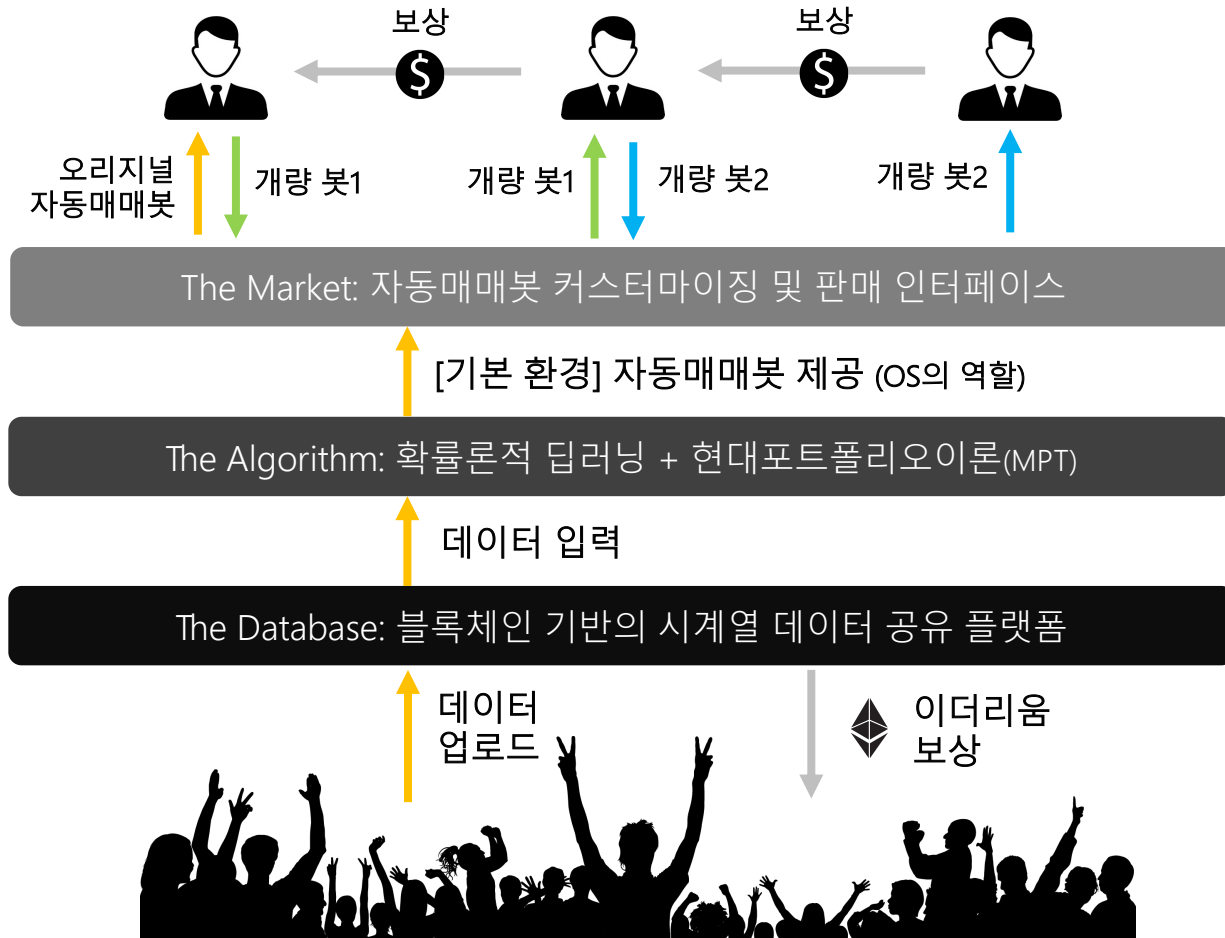 보상
보상
$
$
오리지널
자동매매봇
개량 봇1
개량 봇1
개량 봇2
개량 봇2
The Market: 자동매매봇 커스터마이징 및 판매 인터페이스
[기본 환경] 자동매매봇 제공 (OS의 역할)
The Algorithm: 확률론적 딥러닝 + 현대포트폴리오이론(MPT)
데이터 입력
The Database: 블록체인 기반의 시계열 데이터 공유 플랫폼
데이터
업로드
이더리움
보상